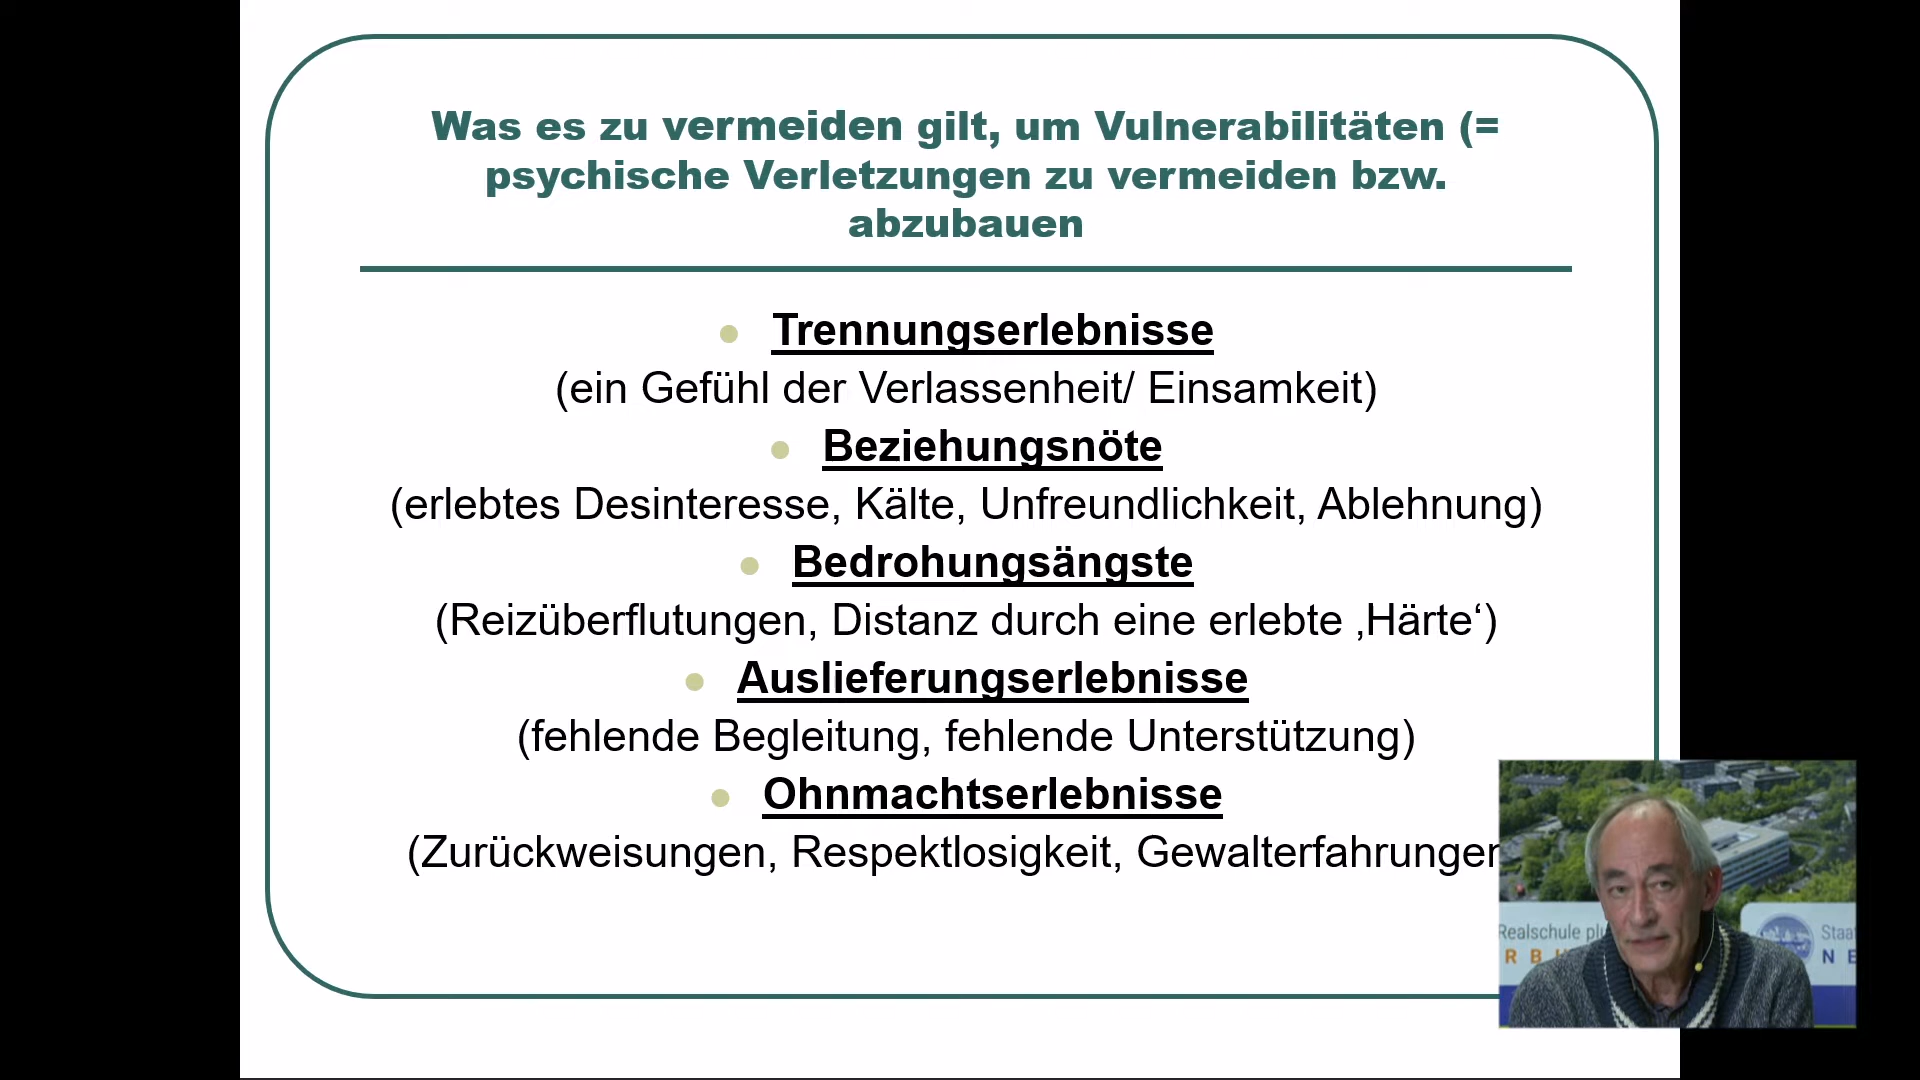 Was es zu vermeiden gilt, um Vulnerabilitäten (=
psychische Verletzungen zu vermeiden bzw.
abzubauen
Trennungserlebnisse
(ein Gefühl der Verlassenheit/ Einsamkeit)
Beziehungsnöte
(erlebtes Desinteresse, Kälte, Unfreundlichkeit, Ablehnung)
Bedrohungsängste
(Reizüberflutungen, Distanz durch eine erlebte ‚Härte‘)
Auslieferungserlebnisse
(fehlende Begleitung, fehlende Unterstützung)
Ohnmachtserlebnisse
(Zurückweisungen, Respektlosigkeit, Gewalterfahrungen
Realschule